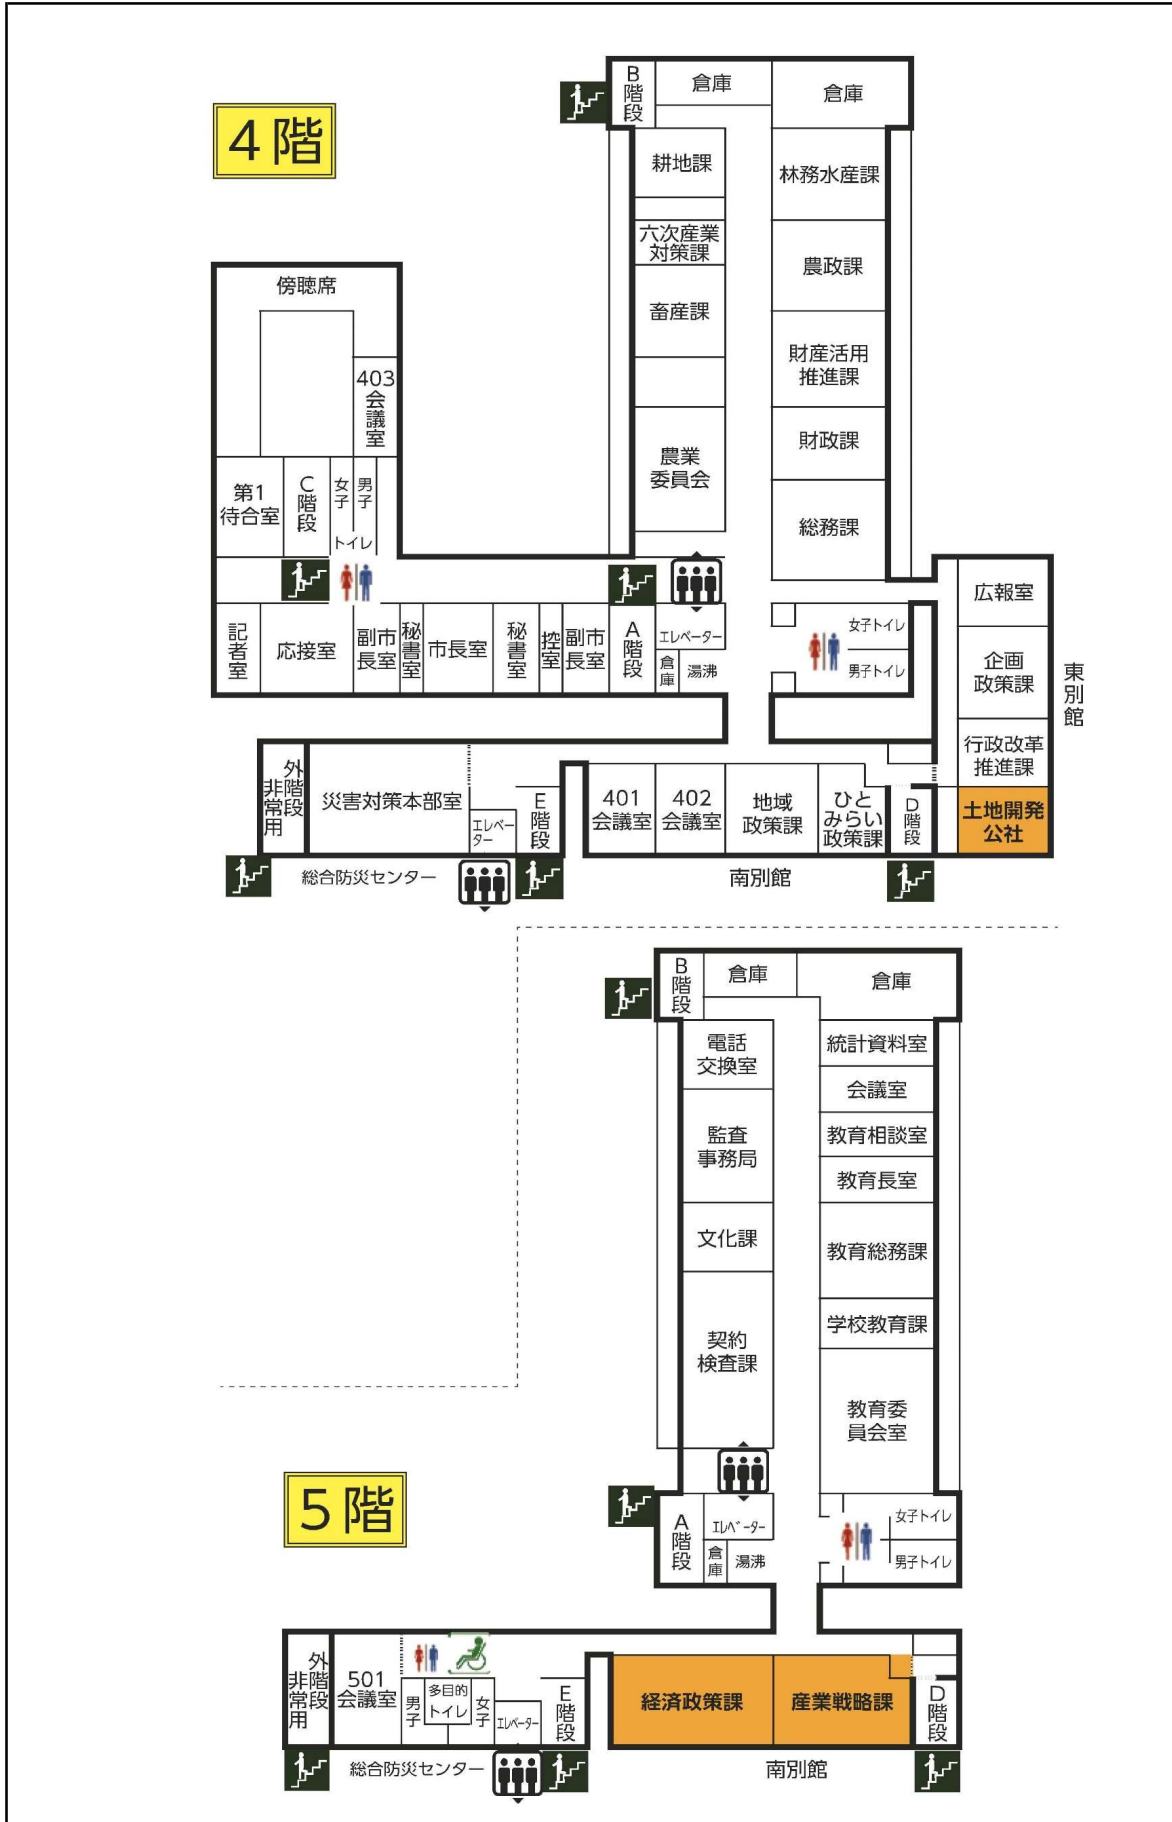 4階
B
階
段
倉庫
倉庫
耕地課
林務水産課
六次産業
対策課
農政課
畜産課
財産活用
推進課
財政課
農業
委員会
総務課
傍聴席
403
会
議
室
第1
待合室
C
階
段
女
子
男
子
トイレ
記
者
室
応接室
副市
長室
秘
書
室
市長室
秘
書
室
控
室
副市
長室
A
階
段
エレベーター
倉
庫
湯沸
女子トイレ
男子トイレ
広報室
企画
政策課
行政改革
推進課
土地開発
公社
東
別
館
外
階
段
非
常
用
災害対策本部室
エレベー
ター
E
階
段
401
会議室
402
会議室
地域
政策課
ひと
みらい
政策課
D
階
段
総合防災センター
南別館
B
階
段
倉庫
倉庫
電話
交換室
統計資料室
会議室
監査
事務局
教育相談室
教育長室
文化課
教育総務課
契約
検査課
学校教育課
教育委
員会室
5階
A
階
段
エレベーター
倉
庫
湯沸
女子トイレ
男子トイレ
外
階
段
非
常
用
501
会議室
男
子
多目的
トイレ
女
子
エレベーター
E
階
段
経済政策課
産業戦略課
D
階
段
総合防災センター
南別館